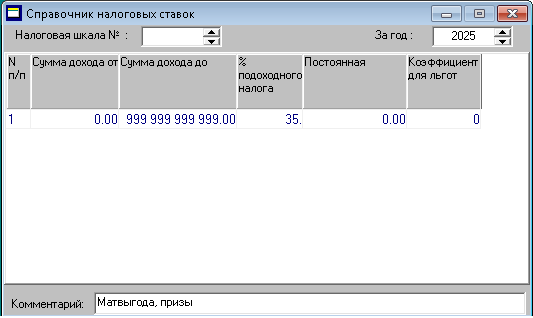 Справочник налоговых ставок
Налоговая шкала № : За год : 2025
N п/п Сумма дохода от Сумма дохода до % подоходного налога Постоянная Коэффициент для льгот
1 0.00 999 999 999 999.00 35. 0.00 0
Комментарий: Матвыгода, призы